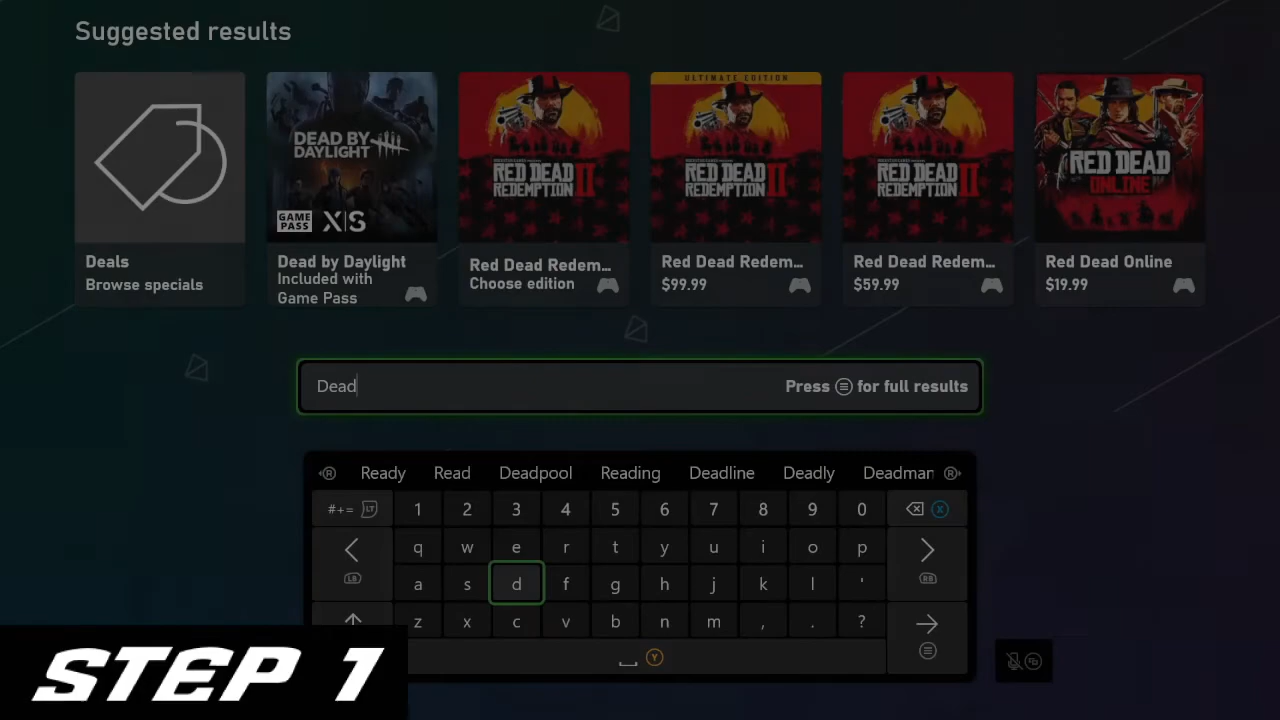 Suggested results
DEAD BY
DAYLIGHT
GAME
PASS
X|S
Deals
Browse specials
Dead by Daylight
Included with
Game Pass
RED DEAD
REDEMPTION II
Red Dead Redem...
Choose edition
ULTIMATE EDITION
RED DEAD
REDEMPTION II
Red Dead Redem...
$99.99
RED DEAD
REDEMPTION II
Red Dead Redem...
$59.99
RED DEAD
ONLINE
Red Dead Online
$19.99
Dead
Press ☰ for full results
R Ready Read Deadpool Reading Deadline Deadly Deadman R
#+= LT 1 2 3 4 5 6 7 8 9 0 X
q w e r t y u i o p
LB a s d f g h j k l ' RB
z x c v b n m , . ?
Y
STEP 1